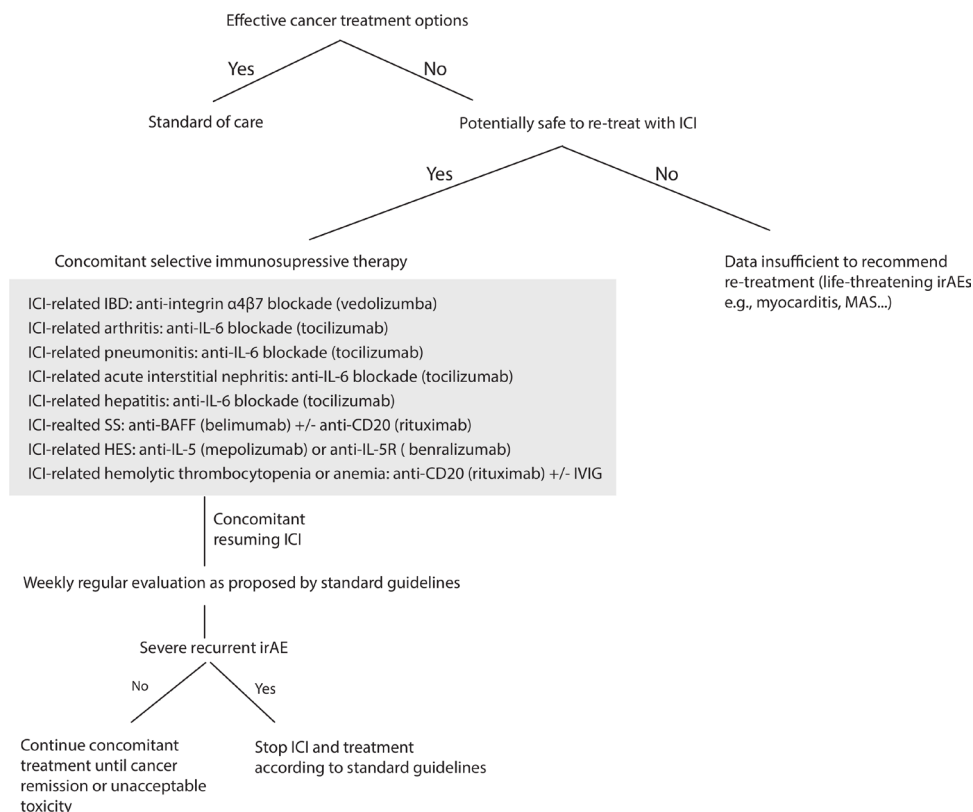 Effective cancer treatment options
Yes
No
Standard of care
Potentially safe to re-treat with ICI
Yes
No
Concomitant selective immunosupressive therapy
Data insufficient to recommend
re-treatment (life-threatening irAEs
e.g., myocarditis, MAS...)
ICI-related IBD: anti-integrin α4β7 blockade (vedolizumba)
ICI-related arthritis: anti-IL-6 blockade (tocilizumab)
ICI-related pneumonitis: anti-IL-6 blockade (tocilizumab)
ICI-related acute interstitial nephritis: anti-IL-6 blockade (tocilizumab)
ICI-related hepatitis: anti-IL-6 blockade (tocilizumab)
ICI-realted SS: anti-BAFF (belimumab) +/- anti-CD20 (rituximab)
ICI-related HES: anti-IL-5 (mepolizumab) or anti-IL-5R ( benralizumab)
ICI-related hemolytic thrombocytopenia or anemia: anti-CD20 (rituximab) +/- IVIG
Concomitant
resuming ICI
Weekly regular evaluation as proposed by standard guidelines
Severe recurrent irAE
No
Yes
Continue concomitant
treatment until cancer
remission or unacceptable
toxicity
Stop ICI and treatment
according to standard guidelines